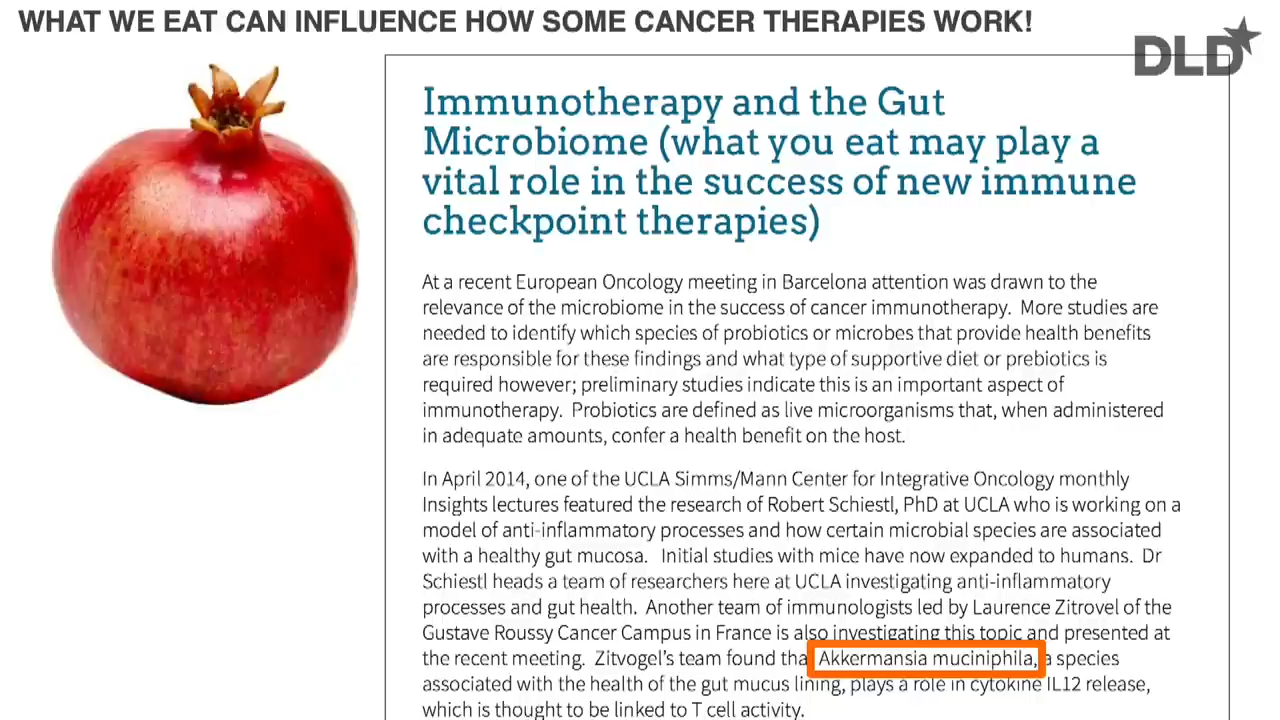 WHAT WE EAT CAN INFLUENCE HOW SOME CANCER THERAPIES WORK!
DLD
Immunotherapy and the Gut
Microbiome (what you eat may play a
vital role in the success of new immune
checkpoint therapies)
At a recent European Oncology meeting in Barcelona attention was drawn to the
relevance of the microbiome in the success of cancer immunotherapy. More studies are
needed to identify which species of probiotics or microbes that provide health benefits
are responsible for these findings and what type of supportive diet or prebiotics is
required however; preliminary studies indicate this is an important aspect of
immunotherapy. Probiotics are defined as live microorganisms that, when administered
in adequate amounts, confer a health benefit on the host.
In April 2014, one of the UCLA Simms/Mann Center for Integrative Oncology monthly
Insights lectures featured the research of Robert Schiestl, PhD at UCLA who is working on a
model of anti-inflammatory processes and how certain microbial species are associated
with a healthy gut mucosa. Initial studies with mice have now expanded to humans. Dr
Schiestl heads a team of researchers here at UCLA investigating anti-inflammatory
processes and gut health. Another team of immunologists led by Laurence Zitrovel of the
Gustave Roussy Cancer Campus in France is also investigating this topic and presented at
the recent meeting. Zitvogel's team found tha Akkermansia muciniphila, a species
associated with the health of the gut mucus lining, plays a role in cytokine IL12 release,
which is thought to be linked to T cell activity.